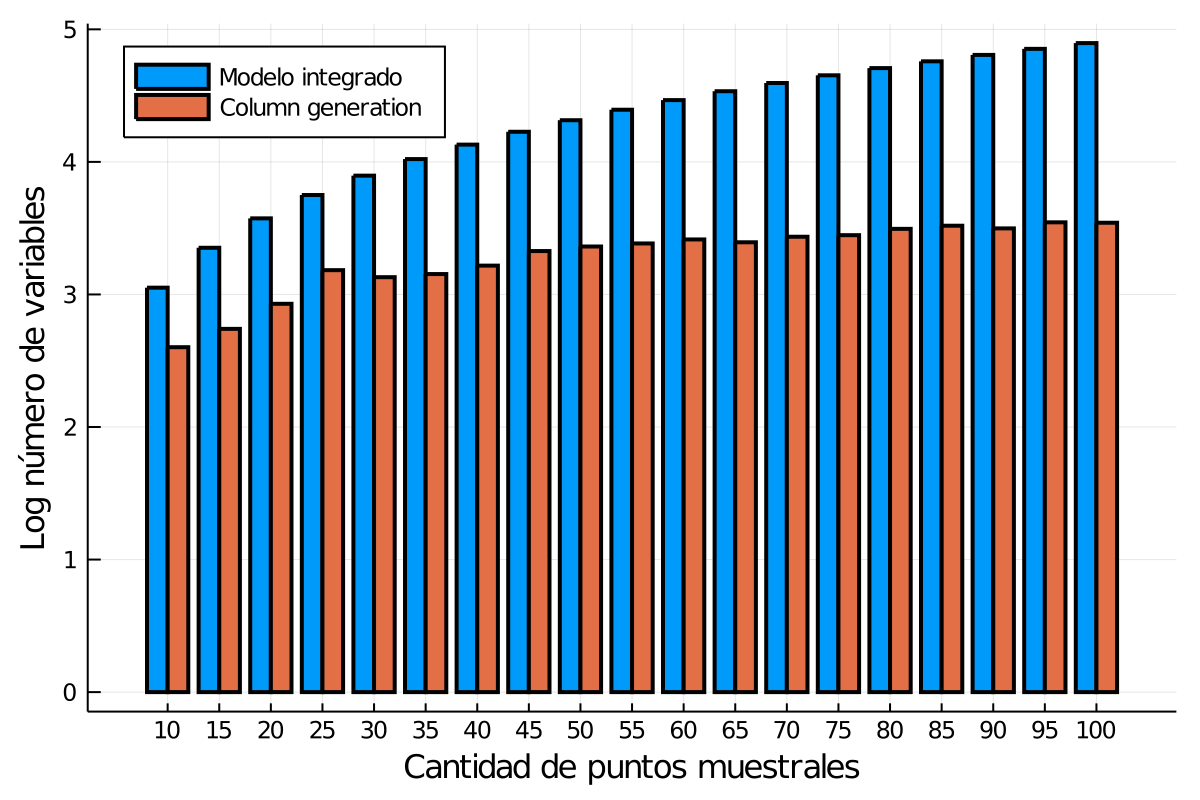 Modelo integrado
Column generation
Log número de variables
5
4
3
2
1
0
10 15 20 25 30 35 40 45 50 55 60 65 70 75 80 85 90 95 100
Cantidad de puntos muestrales